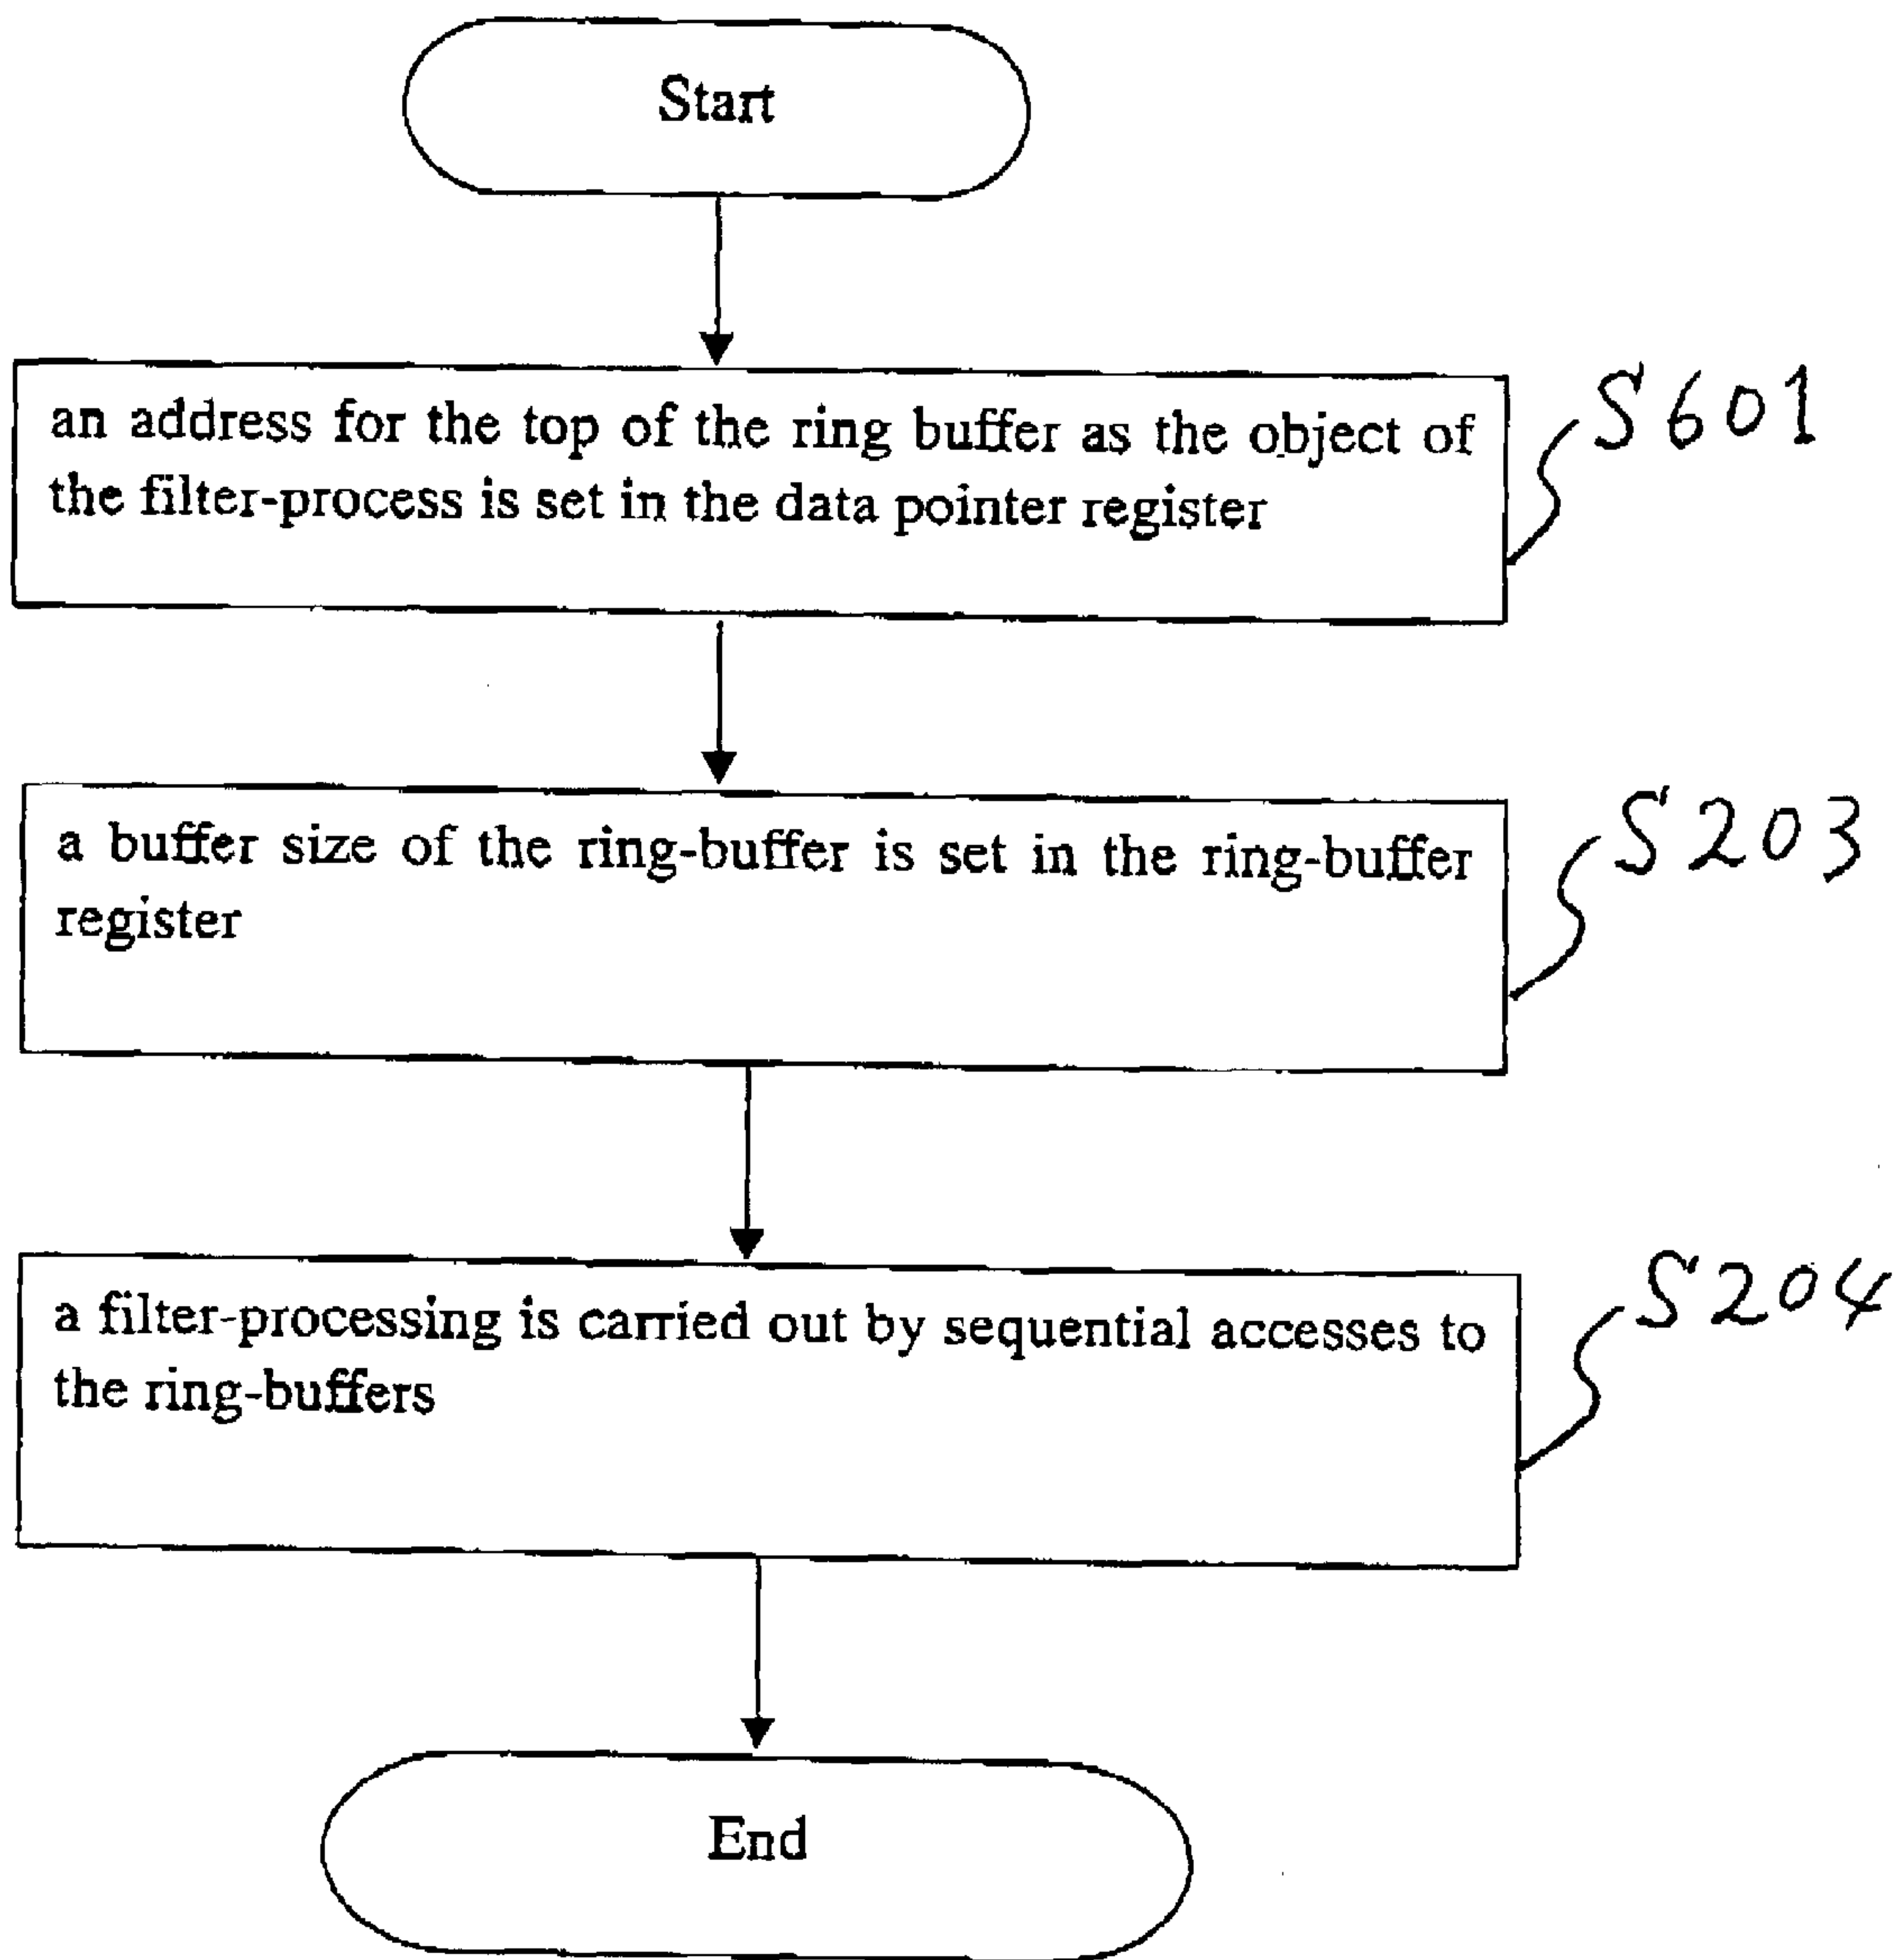 Start
an address for the top of the ring buffer as the object of
the filter-process is set in the data pointer register
S601
a buffer size of the ring-buffer is set in the ring-buffer
register
S203
a filter-processing is carried out by sequential accesses to
the ring-buffers
S204
End